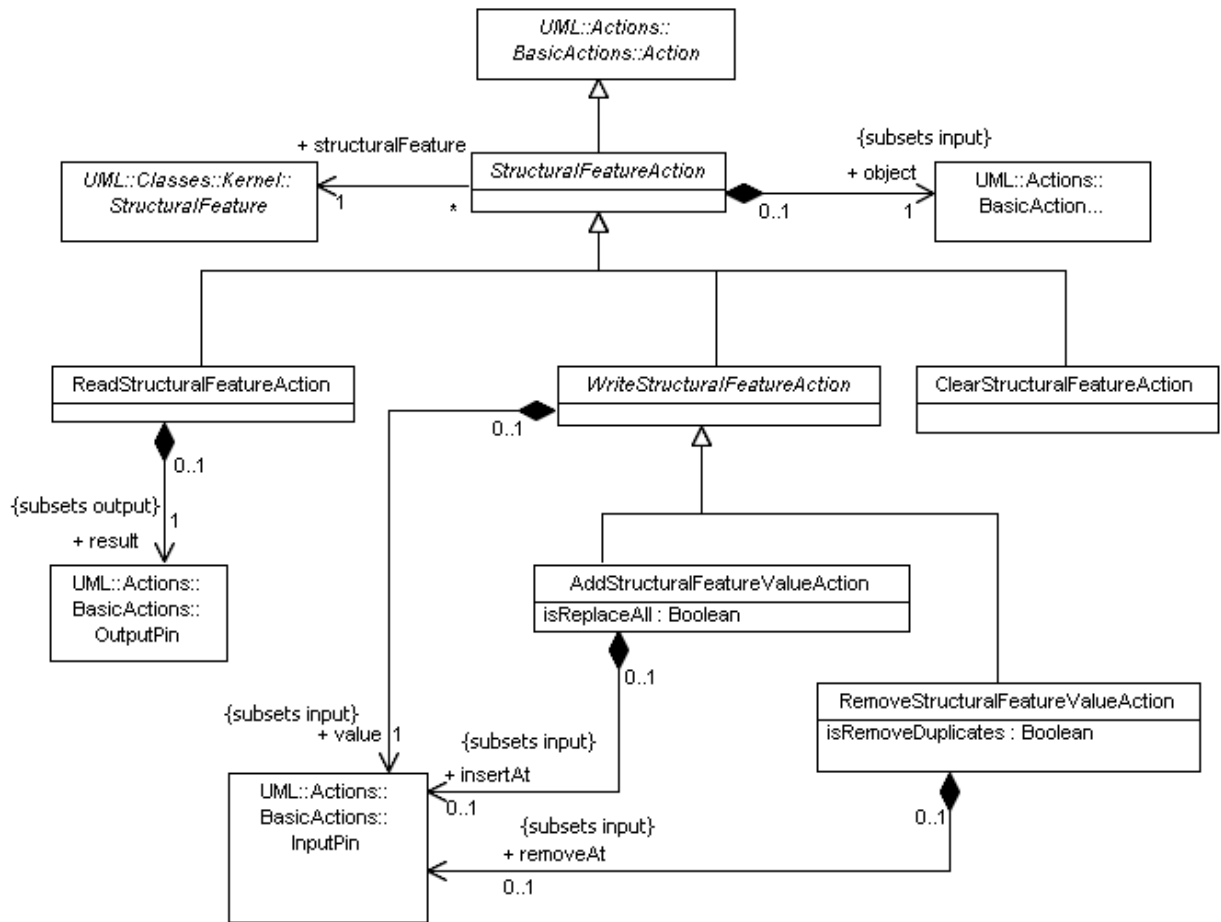 UML::Actions::
BasicActions::Action
+ structuralFeature
{subsets input}
UML::Classes::Kernel::
StructuralFeature
1
*
StructuralFeatureAction
0..1
+ object
1
UML::Actions::
BasicAction...
ReadStructuralFeatureAction
WriteStructuralFeatureAction
ClearStructuralFeatureAction
0..1
0..1
{subsets output}
1
+ result
UML::Actions::
BasicActions::
OutputPin
AddStructuralFeatureValueAction
isReplaceAll : Boolean
0..1
RemoveStructuralFeatureValueAction
isRemoveDuplicates : Boolean
{subsets input}
+ value
1
{subsets input}
+ insertAt
0..1
UML::Actions::
BasicActions::
InputPin
0..1
{subsets input}
+ removeAt
0..1